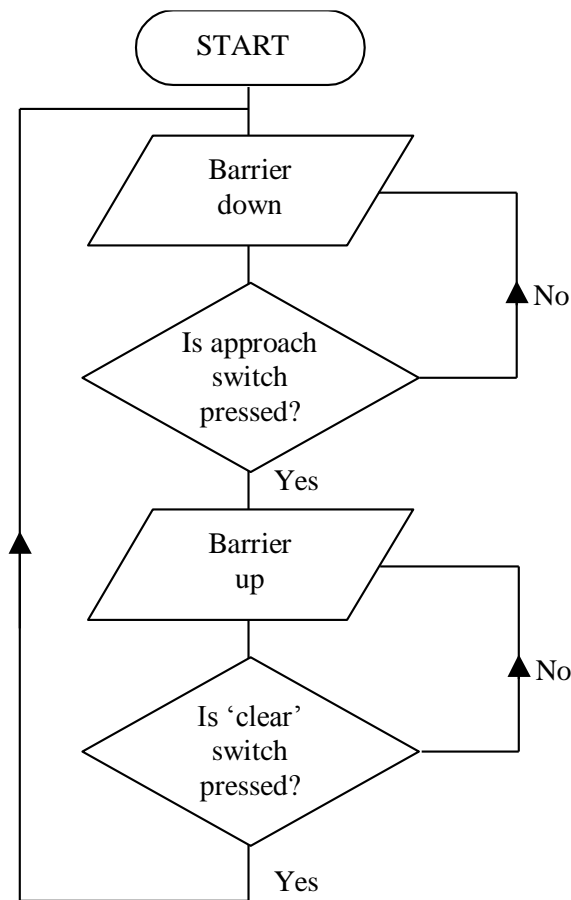 START
Barrier
down
No
Is approach
switch
pressed?
Yes
Barrier
up
No
Is ‘clear’
switch
pressed?
Yes